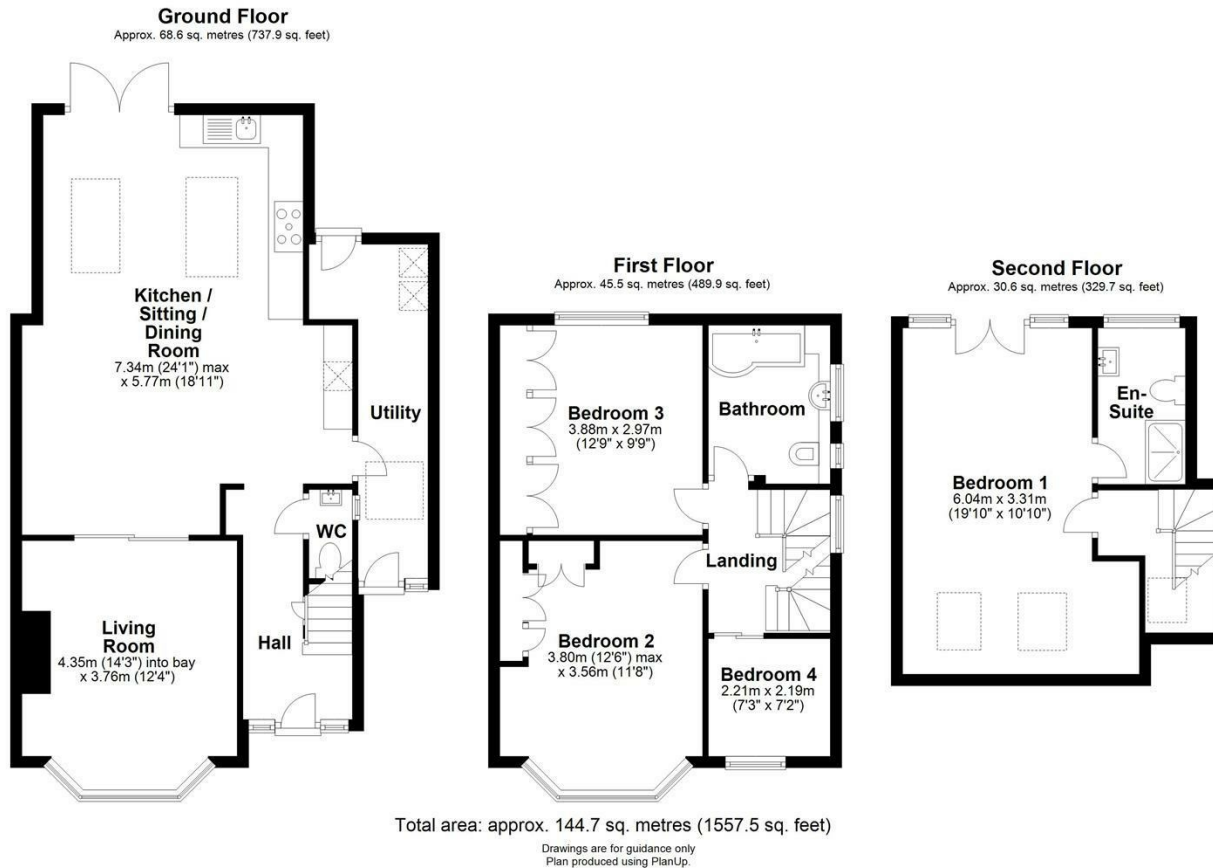 Ground Floor
Approx. 68.6 sq. metres (737.9 sq. feet)
Kitchen /
Sitting /
Dining
Room
7.34m (24'1") max
x 5.77m (18'11")
Utility
WC
Living
Room
4.35m (14'3") into bay
x 3.76m (12'4")
Hall
First Floor
Approx. 45.5 sq. metres (489.9 sq. feet)
Bedroom 3
3.88m x 2.97m
(12'9" x 9'9")
Bathroom
Landing
Bedroom 2
3.80m (12'6") max
x 3.56m (11'8")
Bedroom 4
2.21m x 2.19m
(7'3" x 7'2")
Second Floor
Approx. 30.6 sq. metres (329.7 sq. feet)
En-
Suite
Bedroom 1
6.04m x 3.31m
(19'10" x 10'10")
Total area: approx. 144.7 sq. metres (1557.5 sq. feet)
Drawings are for guidance only
Plan produced using PlanUp.